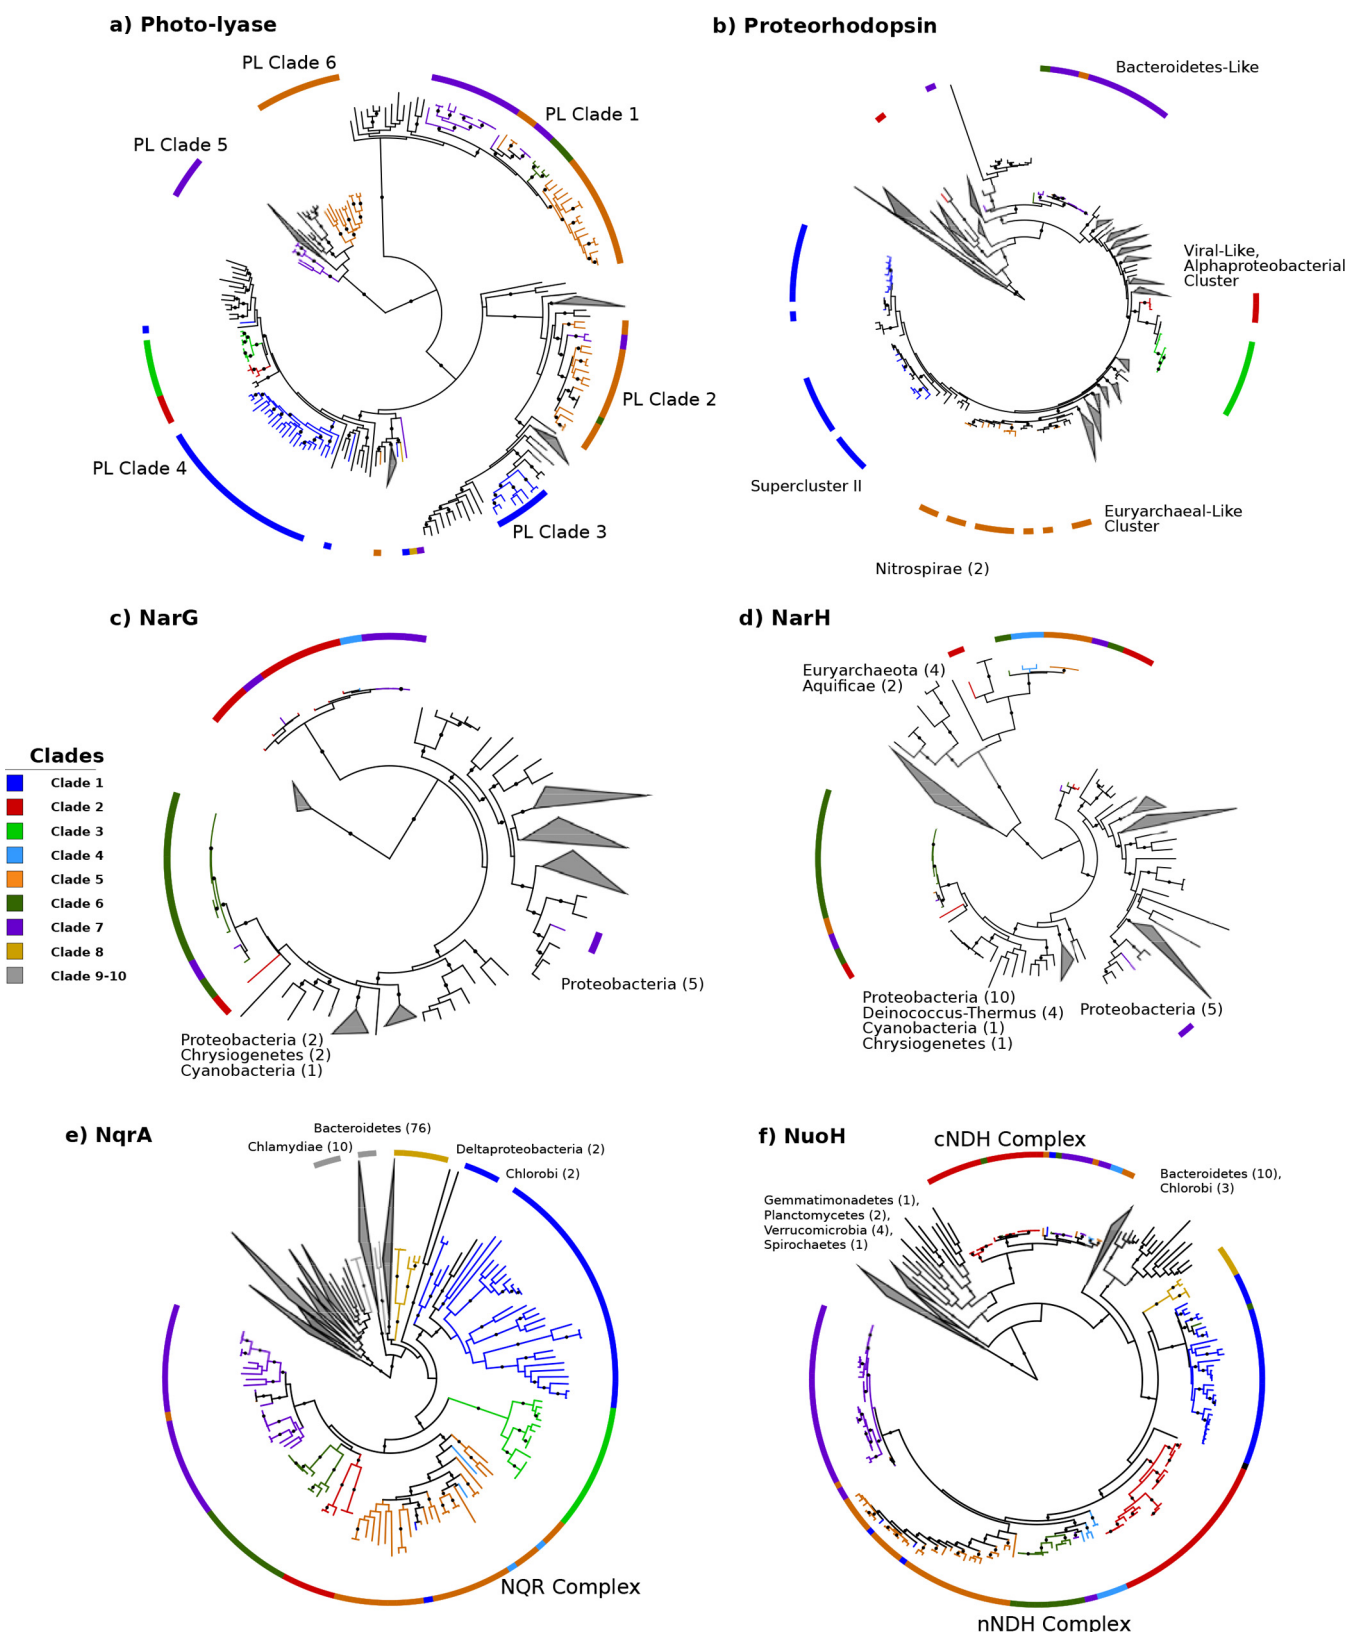 a) Photo-lyase
PL Clade 6
PL Clade 1
PL Clade 5
PL Clade 2
PL Clade 4
PL Clade 3
b) Proteorhodopsin
Bacteroidetes-Like
Viral-Like,
Alphaproteobacterial
Cluster
Supercluster II
Euryarchaeal-Like
Cluster
Nitrospirae (2)
c) NarG
Proteobacteria (5)
Proteobacteria (2)
Chrysiogenetes (2)
Cyanobacteria (1)
d) NarH
Euryarchaeota (4)
Aquificae (2)
Proteobacteria (10)
Deinococcus-Thermus (4)
Cyanobacteria (1)
Chrysiogenetes (1)
Proteobacteria (5)
Clades
Clade 1
Clade 2
Clade 3
Clade 4
Clade 5
Clade 6
Clade 7
Clade 8
Clade 9-10
e) NqrA
Bacteroidetes (76)
Chlamydiae (10)
Deltaproteobacteria (2)
Chlorobi (2)
NQR Complex
f) NuoH
cNDH Complex
Bacteroidetes (10),
Chlorobi (3)
Gemmatimonadetes (1),
Planctomycetes (2),
Verrucomicrobia (4),
Spirochaetes (1)
nNDH Complex